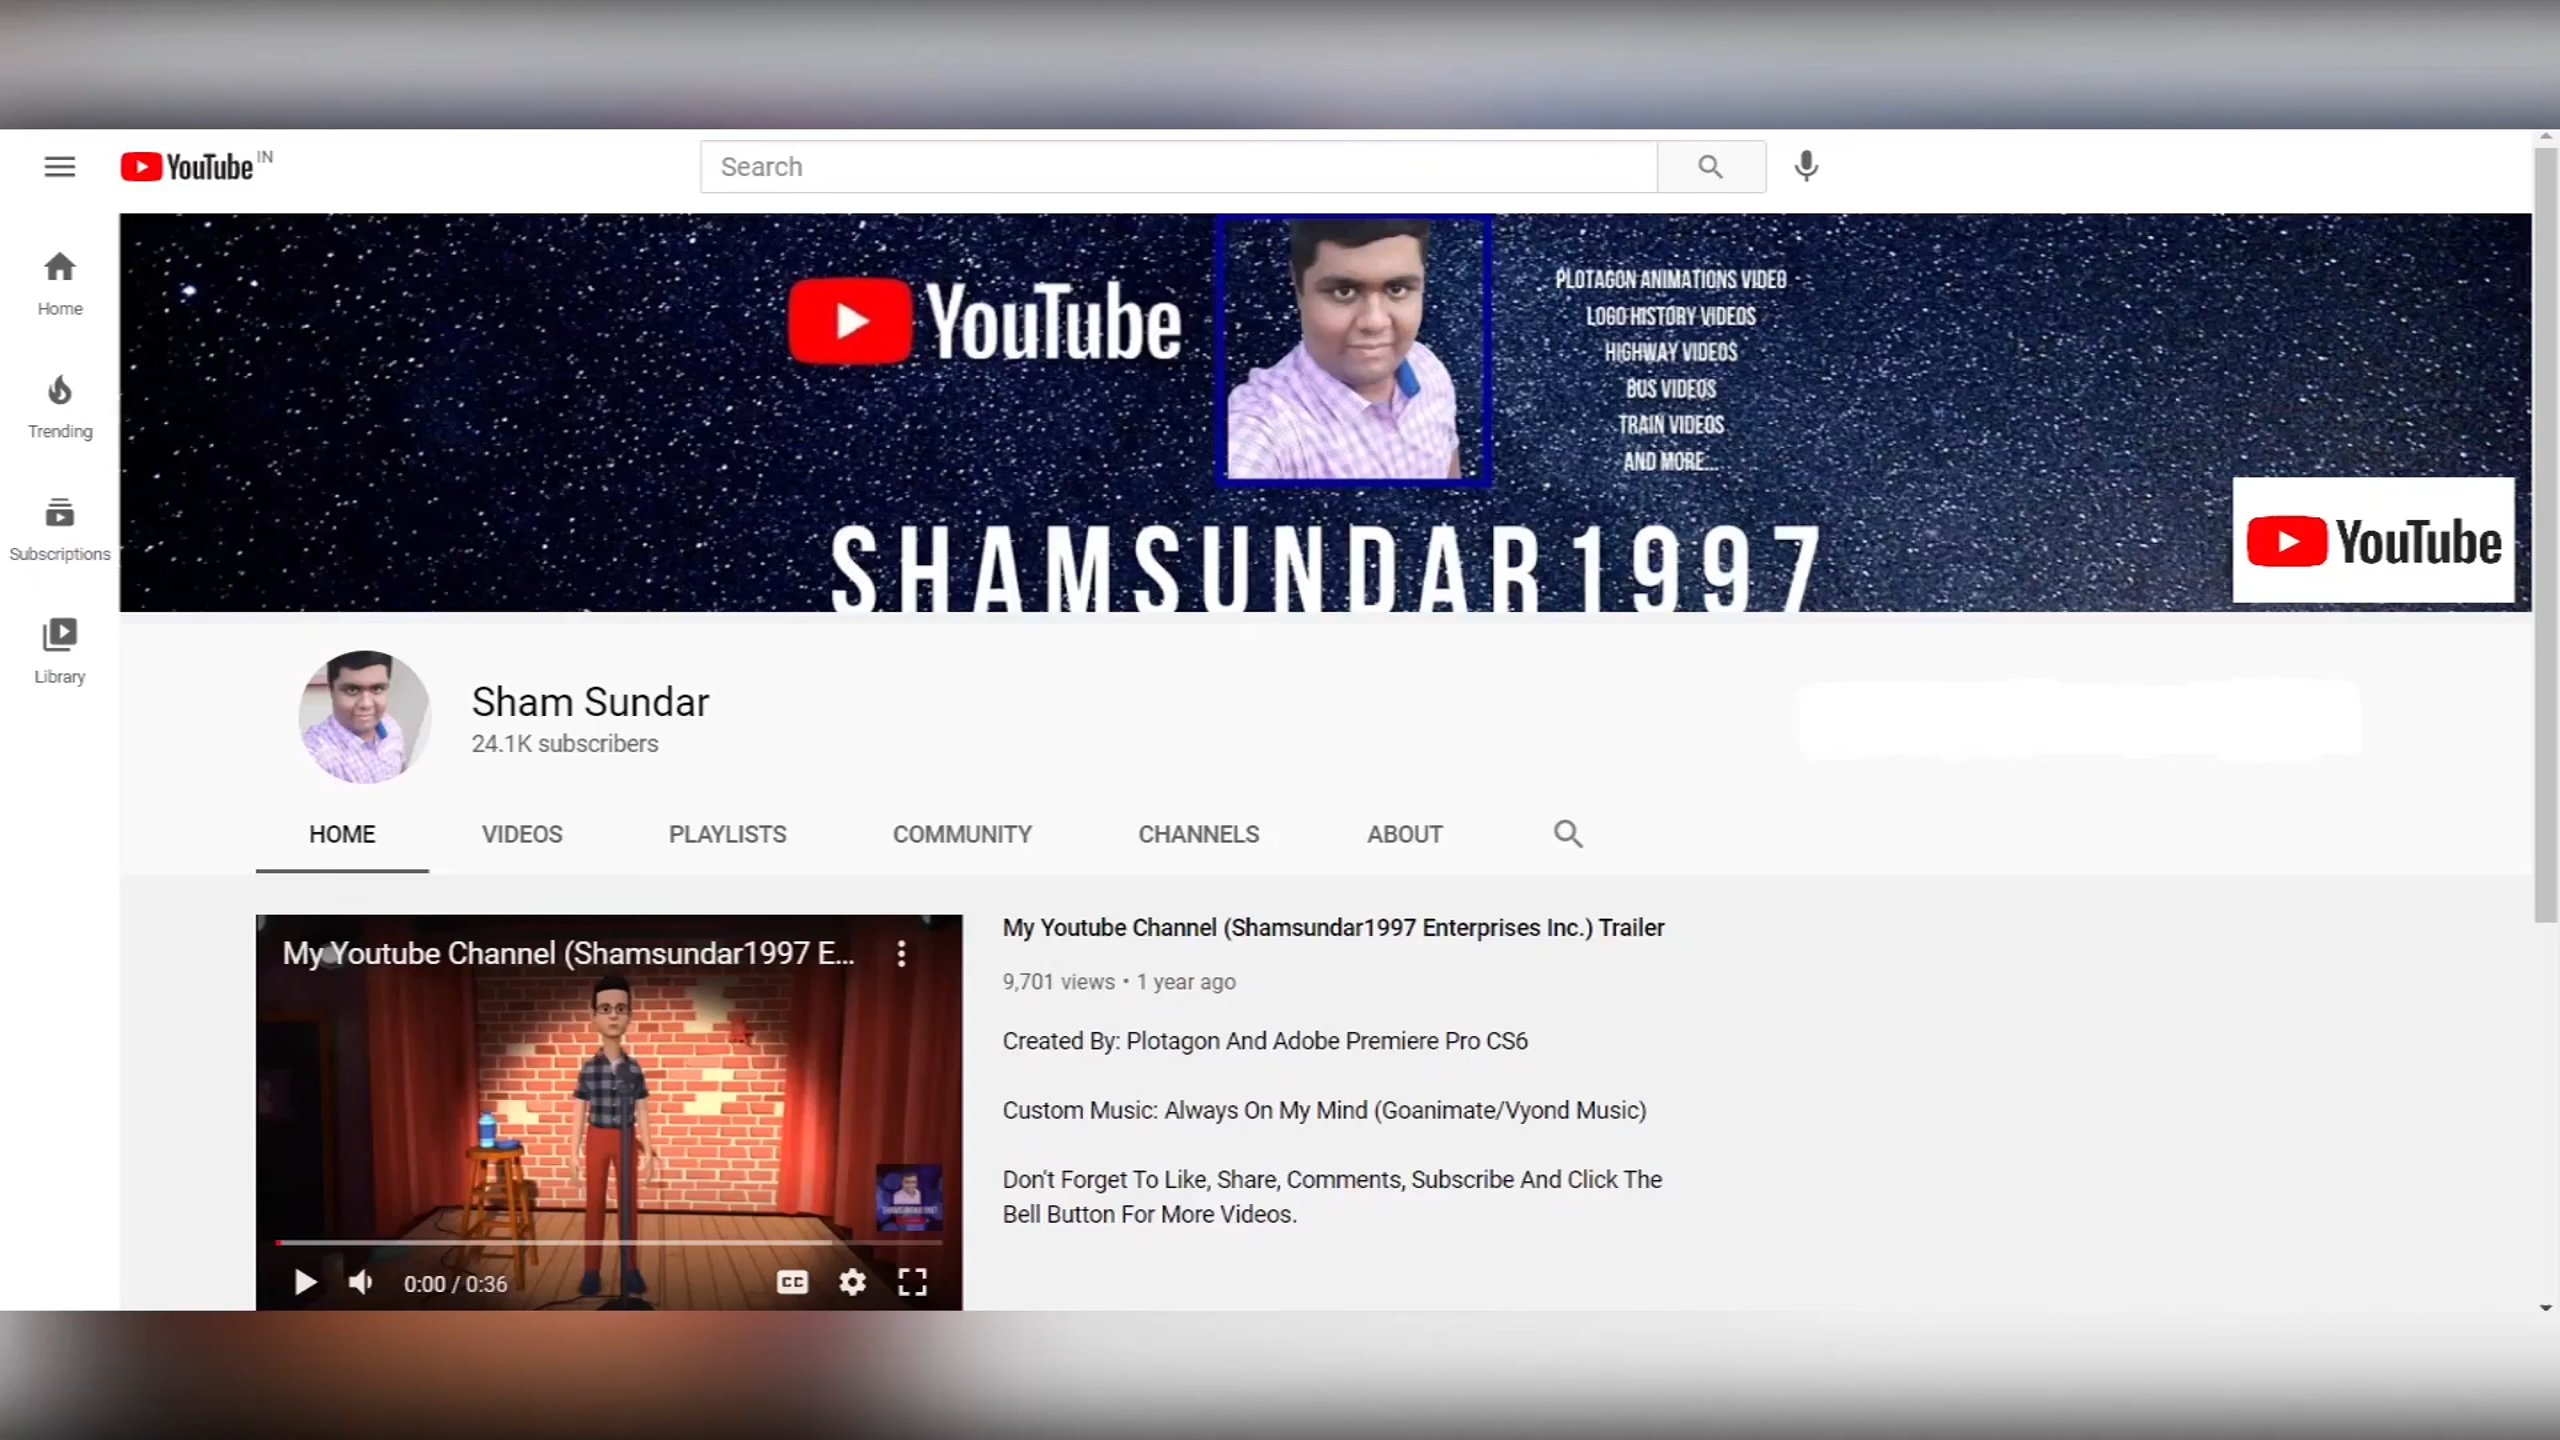 YouTube IN
Search
Home
Trending
Subscriptions
Library
YouTube
PLOTAGON ANIMATIONS VIDEO
LOGO HISTORY VIDEOS
HIGHWAY VIDEOS
BUS VIDEOS
TRAIN VIDEOS
AND MORE...
SHAMSUNDAR1997
YouTube
Sham Sundar
24.1K subscribers
HOME VIDEOS PLAYLISTS COMMUNITY CHANNELS ABOUT
My Youtube Channel (Shamsundar1997 E...
SHAMSUNDAR1997
CC
0:00 / 0:36
My Youtube Channel (Shamsundar1997 Enterprises Inc.) Trailer
9,701 views • 1 year ago
Created By: Plotagon And Adobe Premiere Pro CS6
Custom Music: Always On My Mind (Goanimate/Vyond Music)
Don't Forget To Like, Share, Comments, Subscribe And Click The
Bell Button For More Videos.